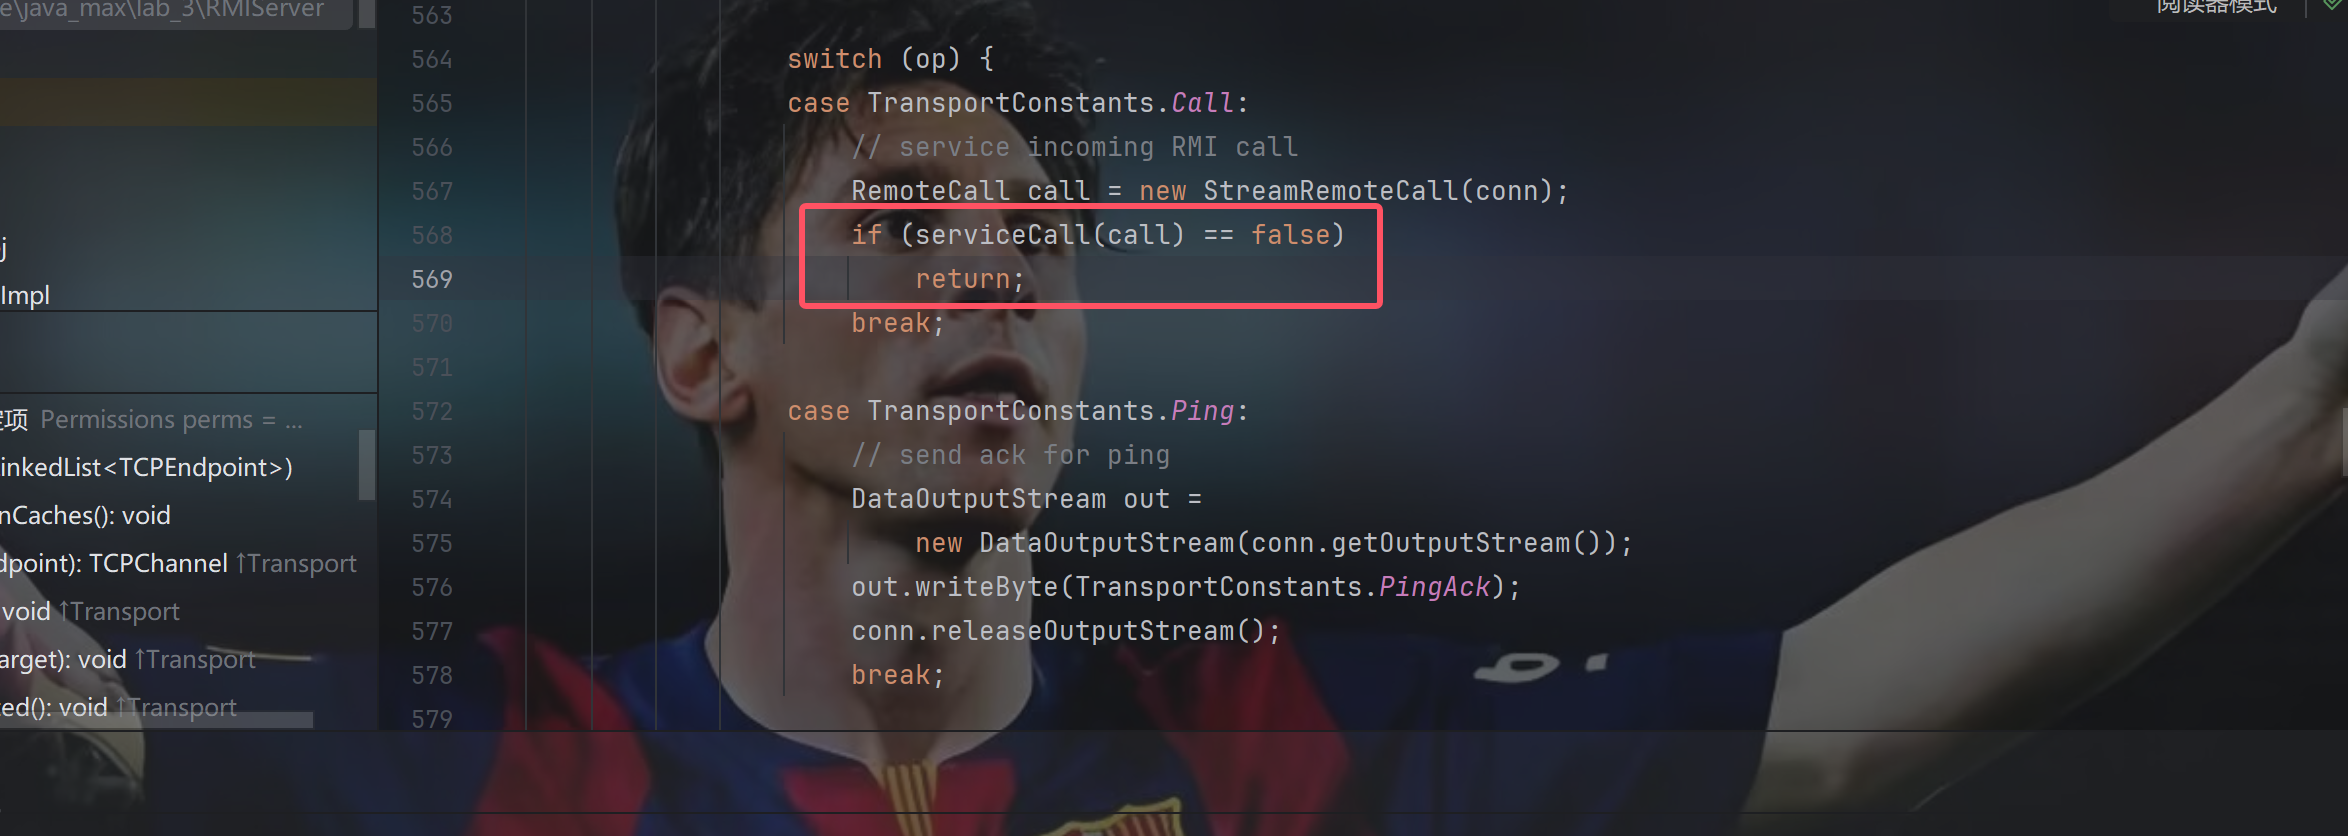 e\java_max\lab_3\RMIServer
j
Impl
定项 Permissions perms = ...
inkedList<TCPEndpoint>)
nCaches(): void
dpoint): TCPChannel ↑Transport
void ↑Transport
arget): void ↑Transport
ted(): void ↑Transport
阅读器模式
563
564 switch (op) {
565 case TransportConstants.Call:
566 // service incoming RMI call
567 RemoteCall call = new StreamRemoteCall(conn);
568 if (serviceCall(call) == false)
569 return;
570 break;
571
572 case TransportConstants.Ping:
573 // send ack for ping
574 DataOutputStream out =
575 new DataOutputStream(conn.getOutputStream());
576 out.writeByte(TransportConstants.PingAck);
577 conn.releaseOutputStream();
578 break;
579